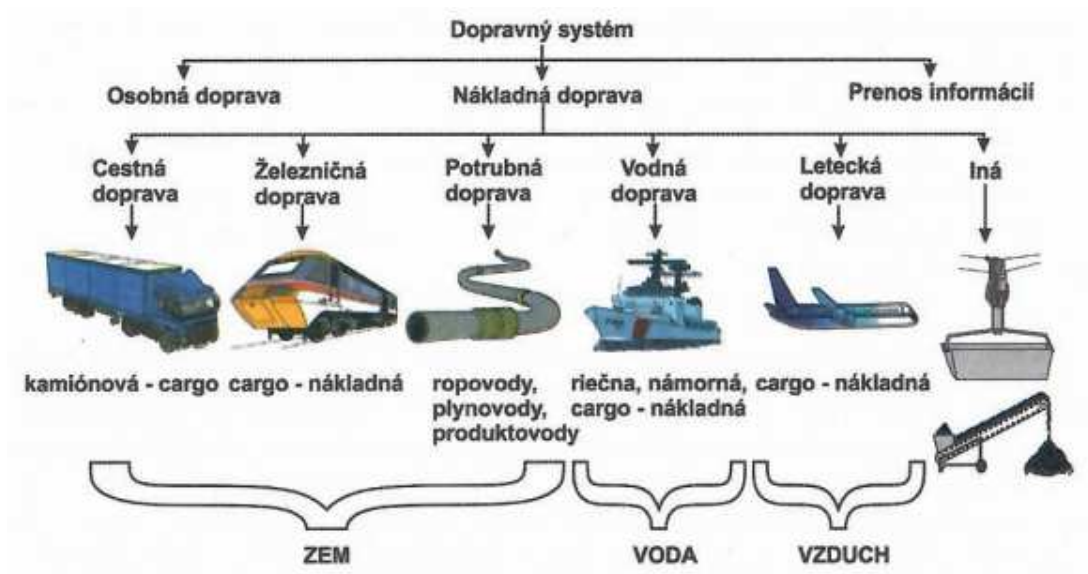 Dopravný systém
Osobná doprava
Nákladná doprava
Prenos informácií
Cestná
doprava
Železničná
doprava
Potrubná
doprava
Vodná
doprava
Letecká
doprava
Iná
kamiónová - cargo
cargo - nákladná
ropovody,
plynovody,
produktovody
riečna, námorná,
cargo - nákladná
cargo - nákladná
ZEM
VODA
VZDUCH